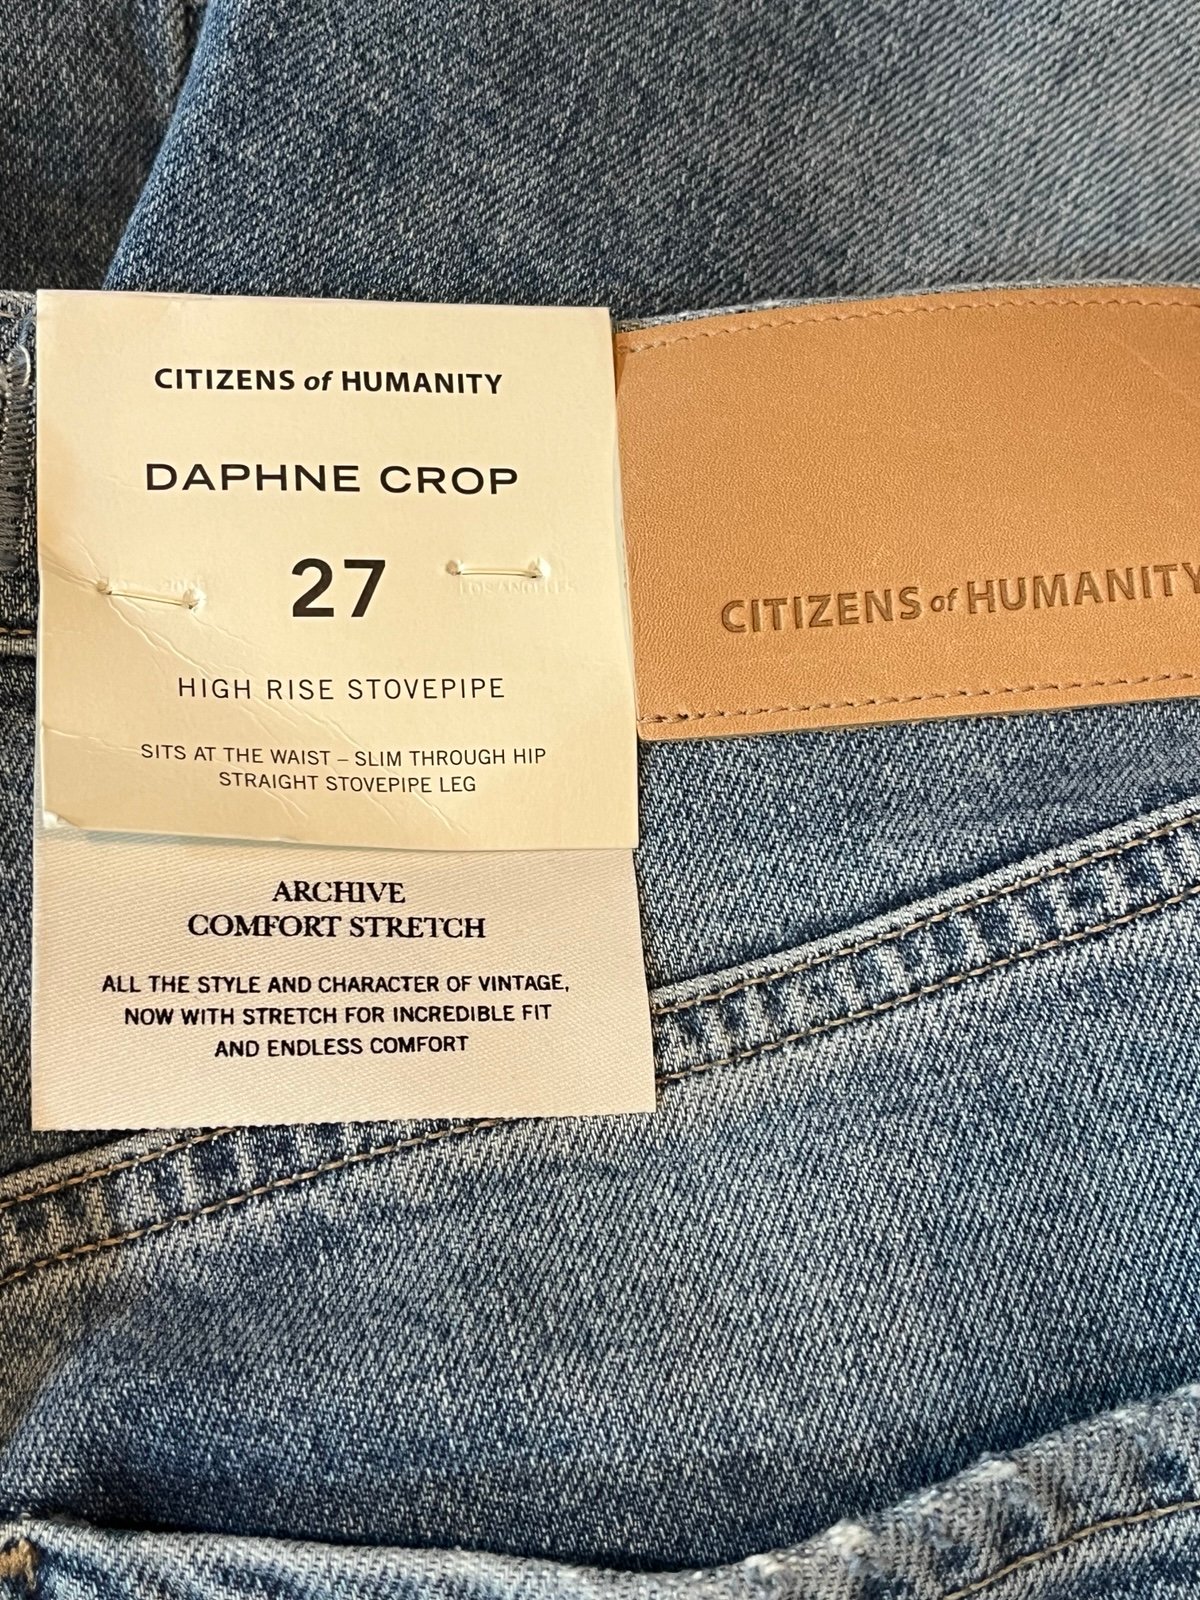 CITIZENS of HUMANITY
DAPHNE CROP
27
HIGH RISE STOVEPIPE
SITS AT THE WAIST – SLIM THROUGH HIP
STRAIGHT STOVEPIPE LEG
ARCHIVE
COMFORT STRETCH
ALL THE STYLE AND CHARACTER OF VINTAGE,
NOW WITH STRETCH FOR INCREDIBLE FIT
AND ENDLESS COMFORT
CITIZENS of HUMANITY